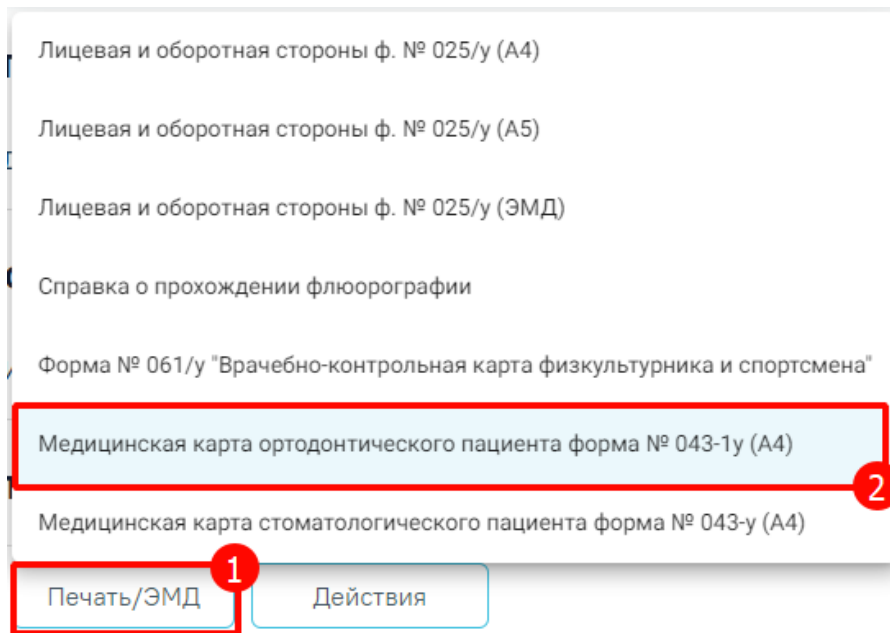 Лицевая и оборотная стороны ф. № 025/у (А4)
Лицевая и оборотная стороны ф. № 025/у (А5)
Лицевая и оборотная стороны ф. № 025/у (ЭМД)
Справка о прохождении флюорографии
Форма № 061/у "Врачебно-контрольная карта физкультурника и спортсмена"
Медицинская карта ортодонтического пациента форма № 043-1у (А4)
2
Медицинская карта стоматологического пациента форма № 043-у (А4)
1
Печать/ЭМД
Действия